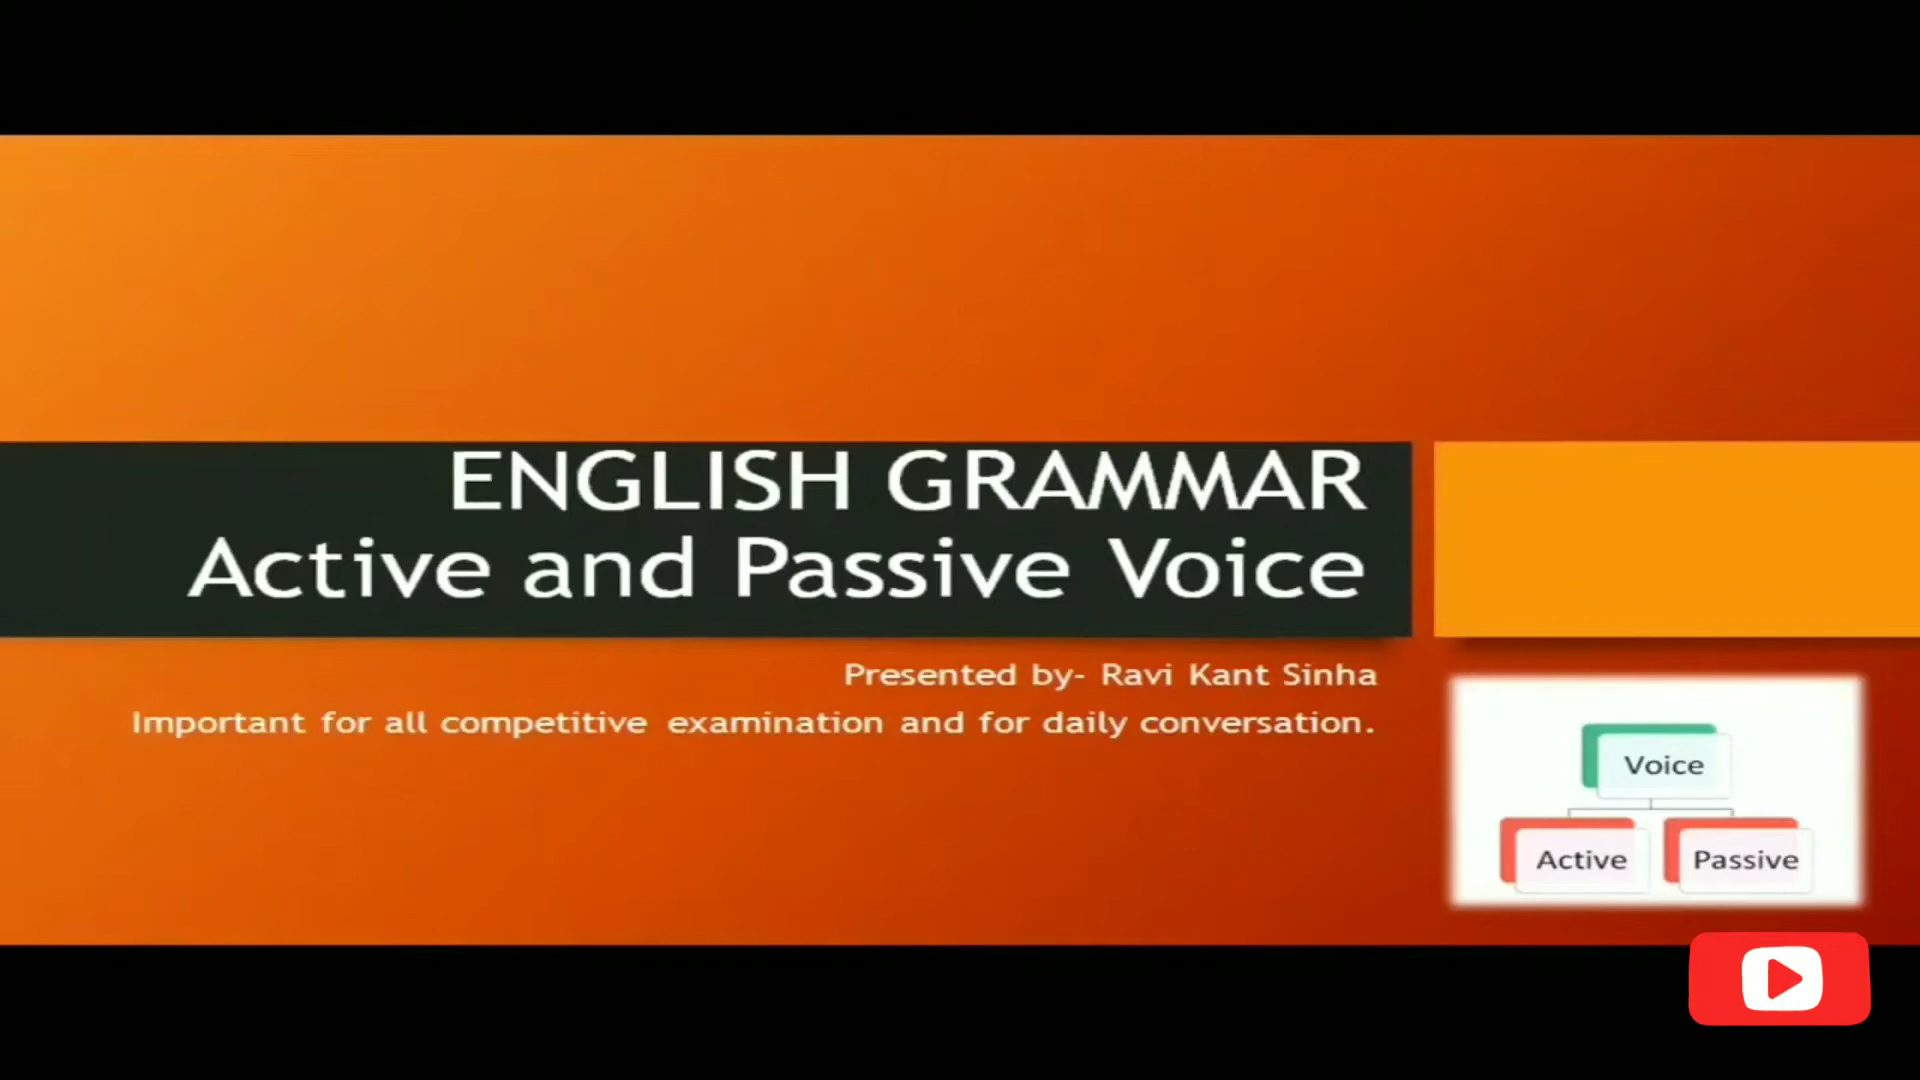 ENGLISH GRAMMAR
Active and Passive Voice
Presented by- Ravi Kant Sinha
Important for all competitive examination and for daily conversation.
Voice
Active
Passive